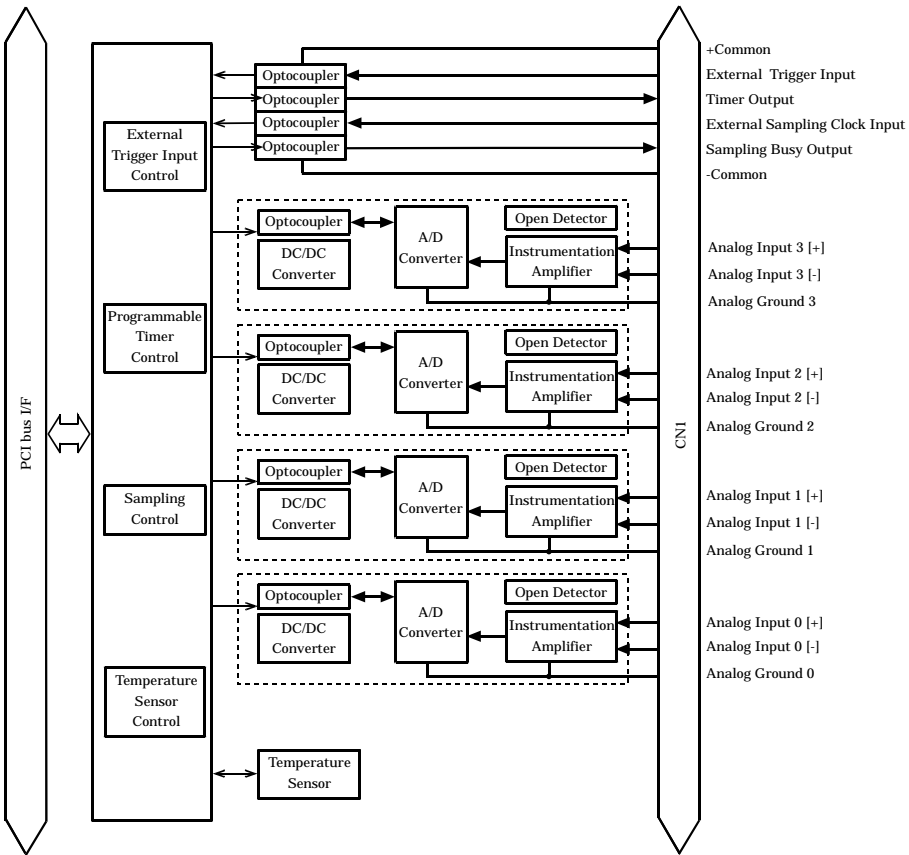 +Common
Optocoupler
External Trigger Input
Optocoupler
Timer Output
Optocoupler
External Sampling Clock Input
Optocoupler
Sampling Busy Output
-Common
External
Trigger Input
Control
Programmable
Timer
Control
Sampling
Control
Temperature
Sensor
Control
PCI bus I/F
CN1
Optocoupler
DC/DC
Converter
A/D
Converter
Open Detector
Instrumentation
Amplifier
Analog Input 3 [+]
Analog Input 3 [-]
Analog Ground 3
Optocoupler
DC/DC
Converter
A/D
Converter
Open Detector
Instrumentation
Amplifier
Analog Input 2 [+]
Analog Input 2 [-]
Analog Ground 2
Optocoupler
DC/DC
Converter
A/D
Converter
Open Detector
Instrumentation
Amplifier
Analog Input 1 [+]
Analog Input 1 [-]
Analog Ground 1
Optocoupler
DC/DC
Converter
A/D
Converter
Open Detector
Instrumentation
Amplifier
Analog Input 0 [+]
Analog Input 0 [-]
Analog Ground 0
Temperature
Sensor